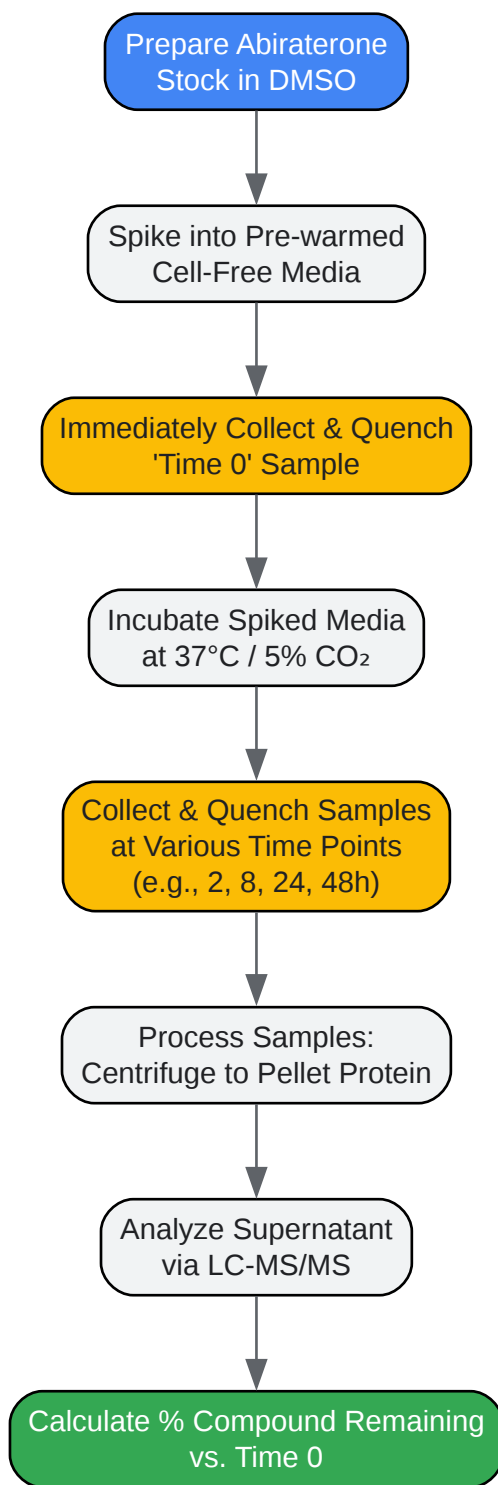 Prepare Abiraterone
Stock in DMSO
Spike into Pre-warmed
Cell-Free Media
Immediately Collect & Quench
'Time 0' Sample
Incubate Spiked Media
at 37°C / 5% CO₂
Collect & Quench Samples
at Various Time Points
(e.g., 2, 8, 24, 48h)
Process Samples:
Centrifuge to Pellet Protein
Analyze Supernatant
via LC-MS/MS
Calculate % Compound Remaining
vs. Time 0